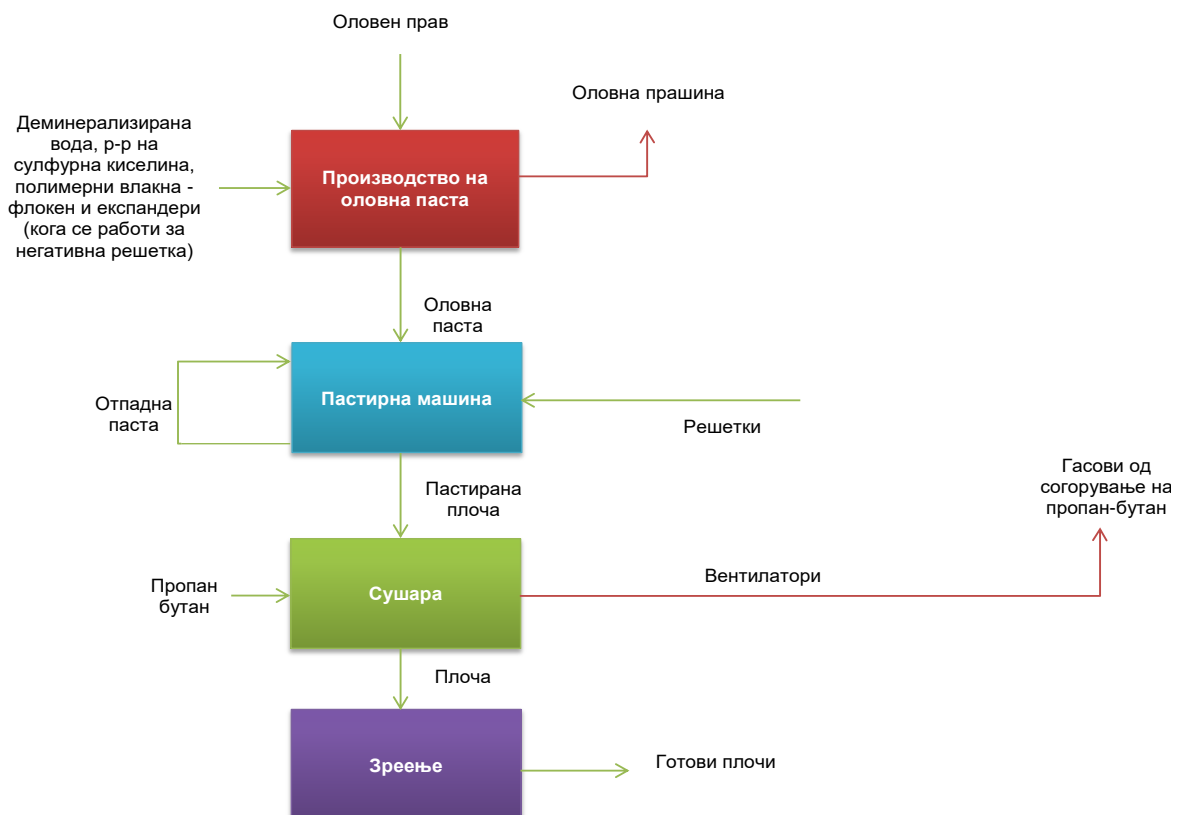 Оловен прав
Оловна прашина
Деминерализирана
вода, р-р на
сулфурна киселина,
полимерни влакна -
флокен и експандери
(кога се работи за
негативна решетка)
Производство на
оловна паста
Оловна
паста
Пастирна машина
Отпадна
паста
Решетки
Пастирана
плоча
Гасови од
согорување на
пропан-бутан
Вентилатори
Пропан
бутан
Сушара
Плоча
Зреење
Готови плочи